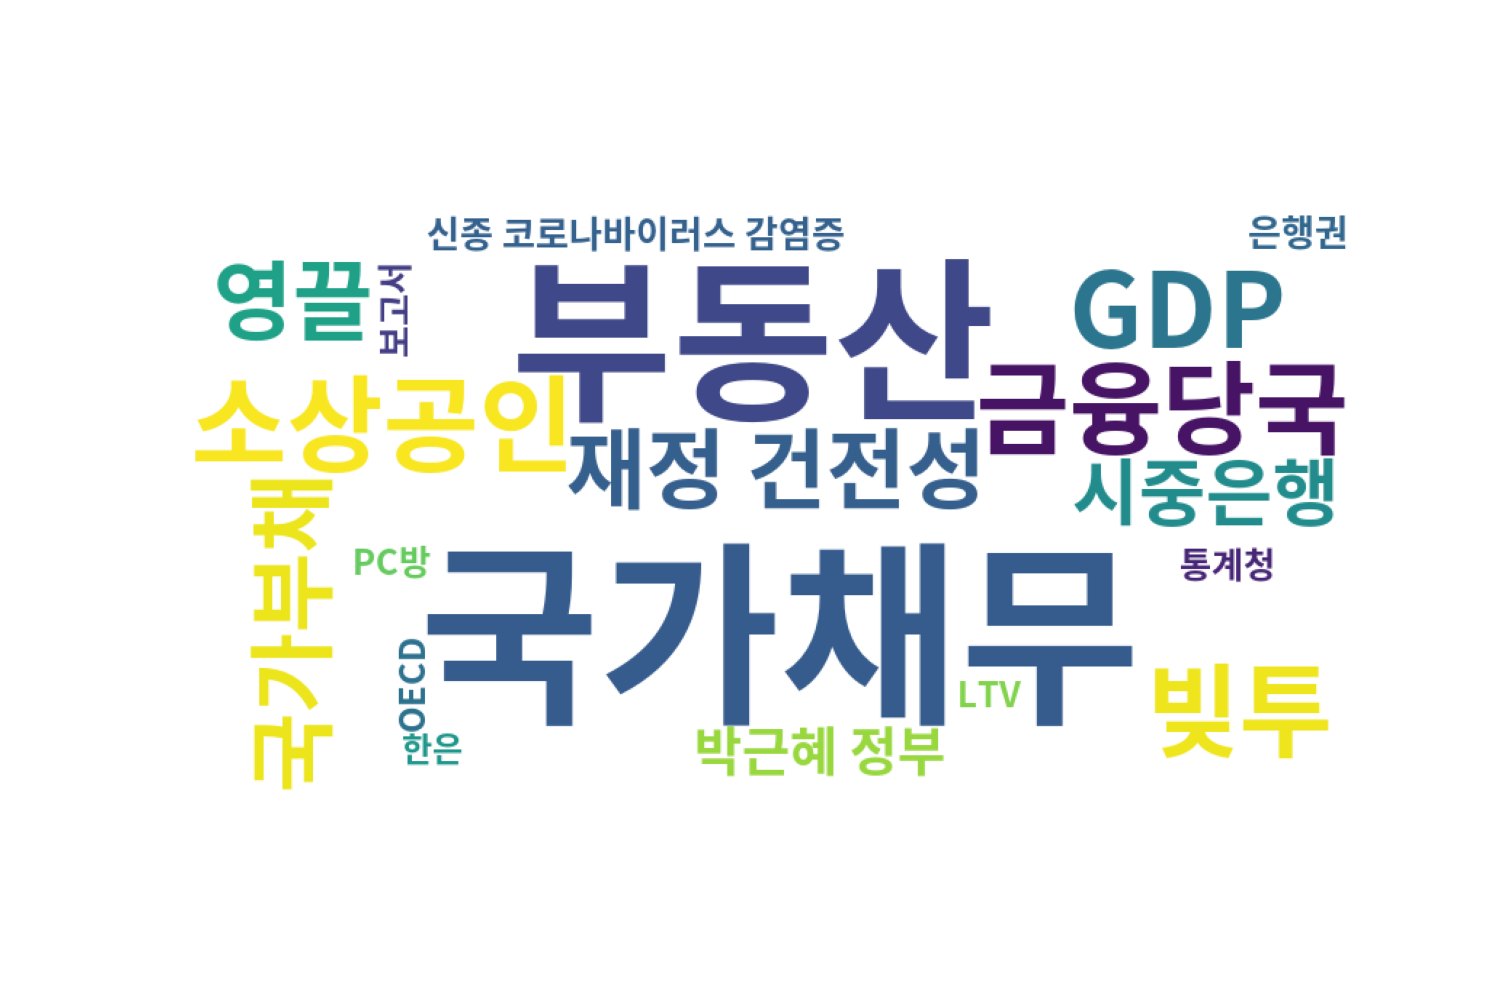 신종 코로나바이러스 감염증
은행권
영끌
보고서
부동산
GDP
금융당국
소상공인
재정 건전성
시중은행
국가부채
PC방
국가채무
통계청
OECD
LTV
빚투
한은
박근혜 정부